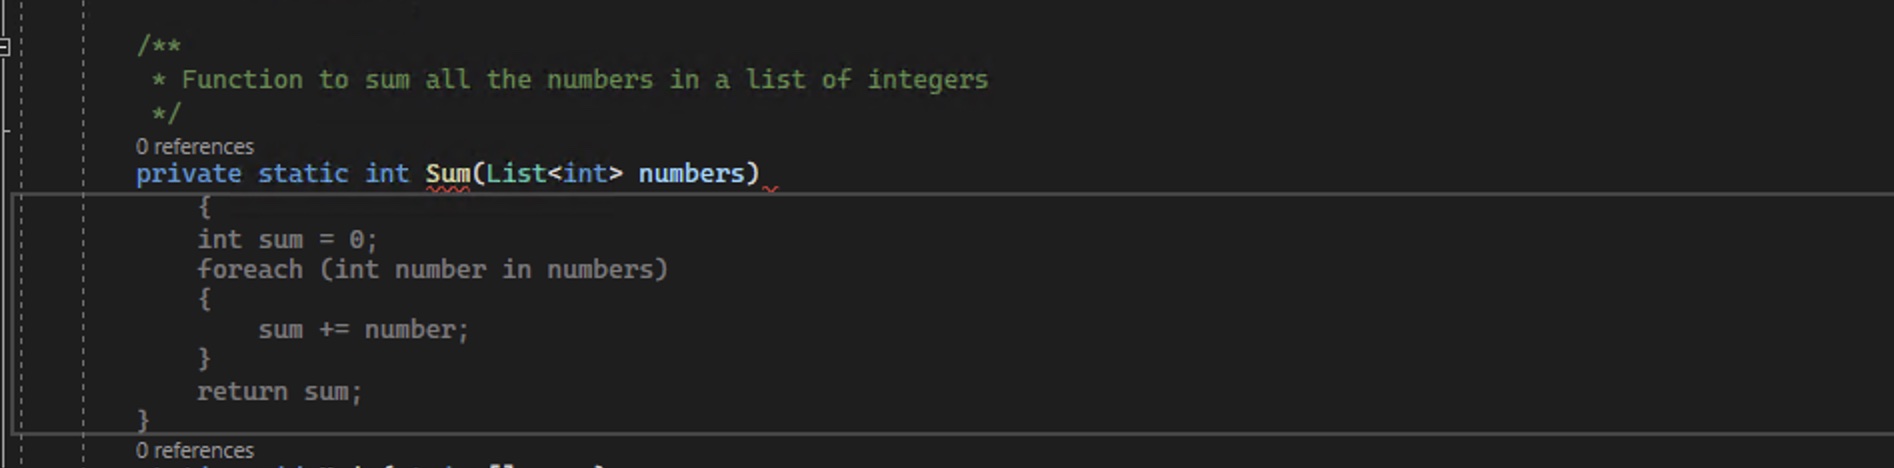 /**
* Function to sum all the numbers in a list of integers
*/
0 references
private static int Sum(List<int> numbers)
{
int sum = 0;
foreach (int number in numbers)
{
sum += number;
}
return sum;
}
0 references